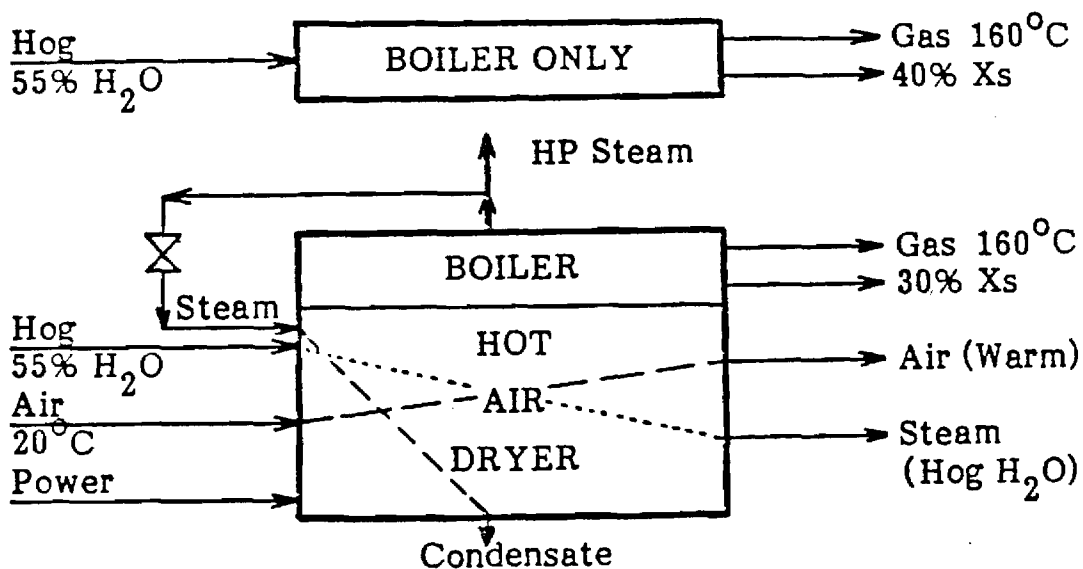 Hog
55% H₂O
BOILER ONLY
Gas 160°C
40% Xs
HP Steam
BOILER
Gas 160°C
30% Xs
Steam
Hog
55% H₂O
HOT
AIR
DRYER
Air (Warm)
Air
20°C
Steam
(Hog H₂O)
Power
Condensate